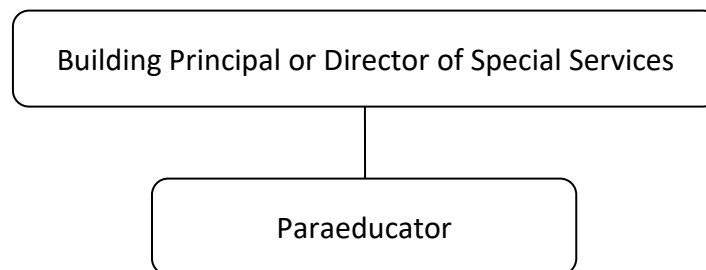 Building Principal or Director of Special Services
Paraeducator